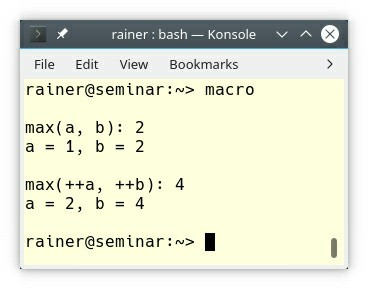 rainer : bash — Konsole
File Edit View Bookmarks
rainer@seminar:~> macro
max(a, b): 2
a = 1, b = 2
max(++a, ++b): 4
a = 2, b = 4
rainer@seminar:~>